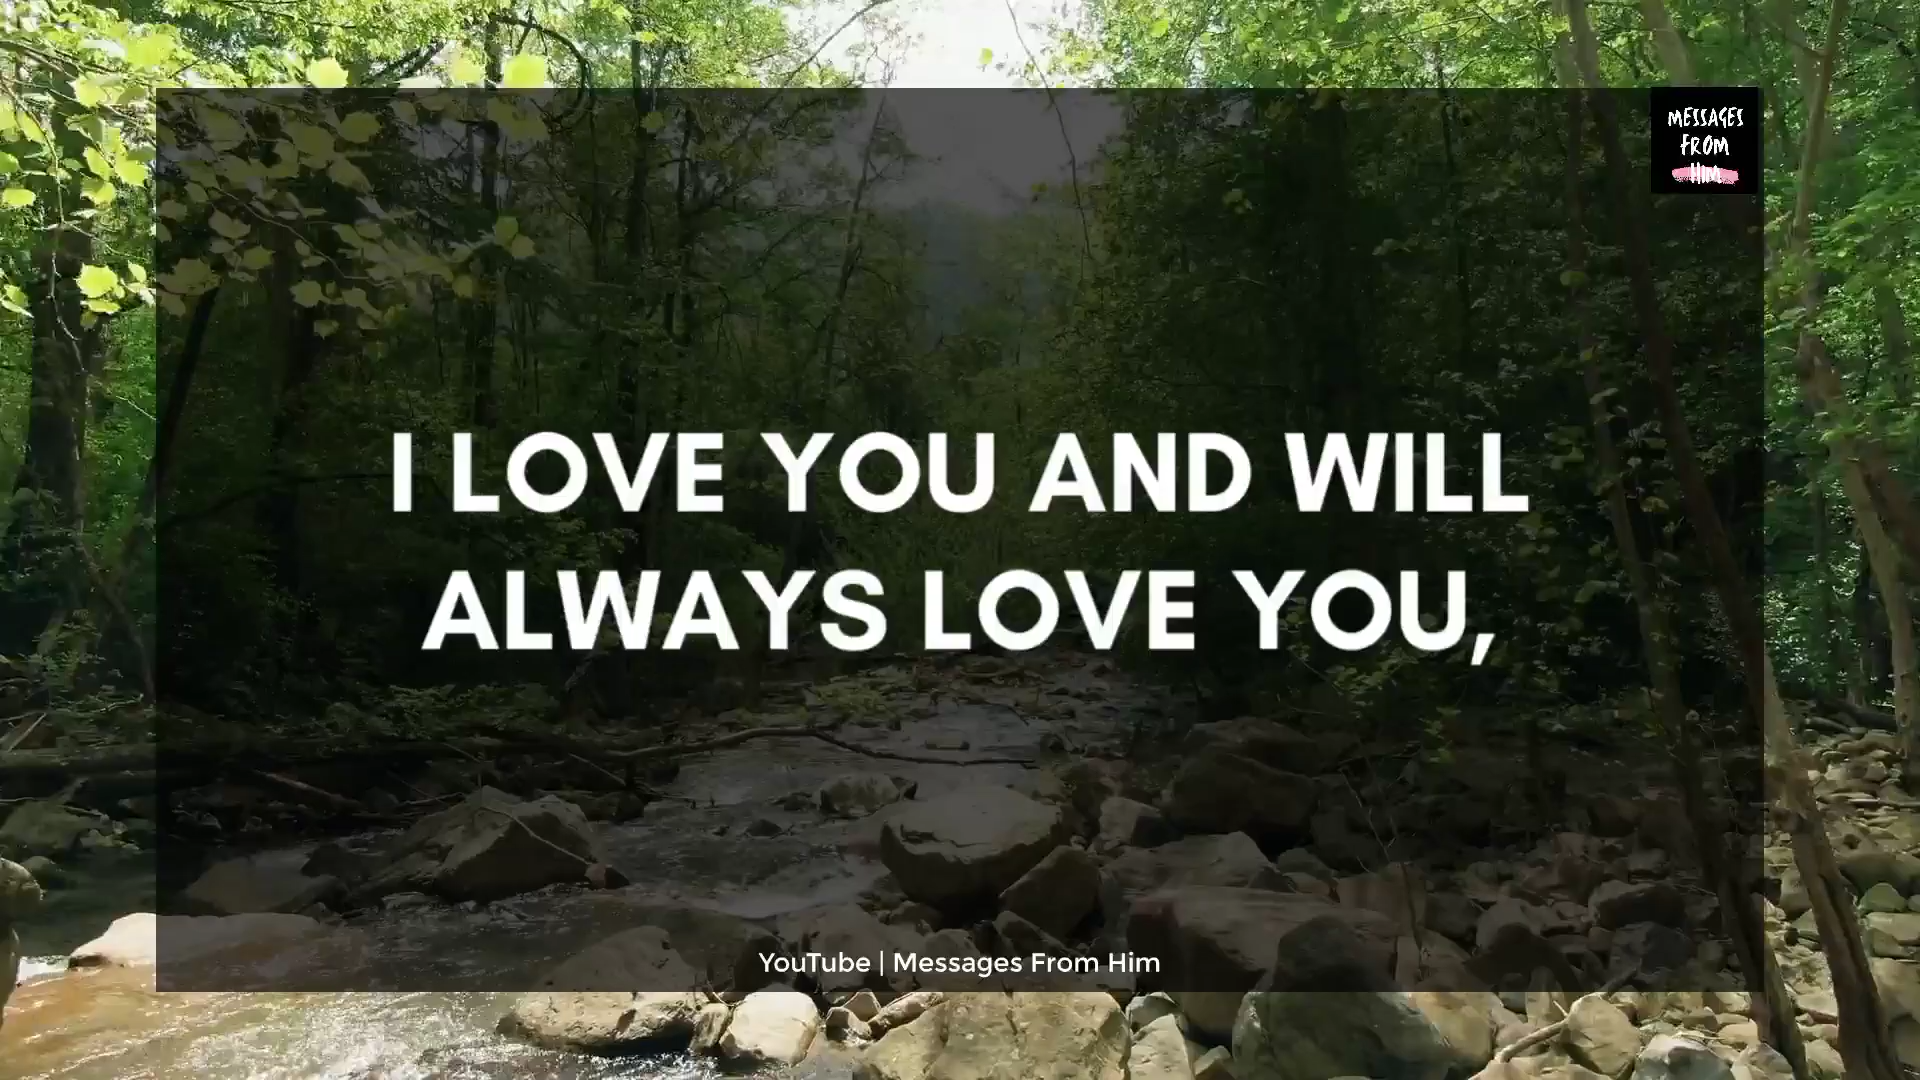 MESSAGES
FROM
HIM
I LOVE YOU AND WILL
ALWAYS LOVE YOU,
YouTube | Messages From Him